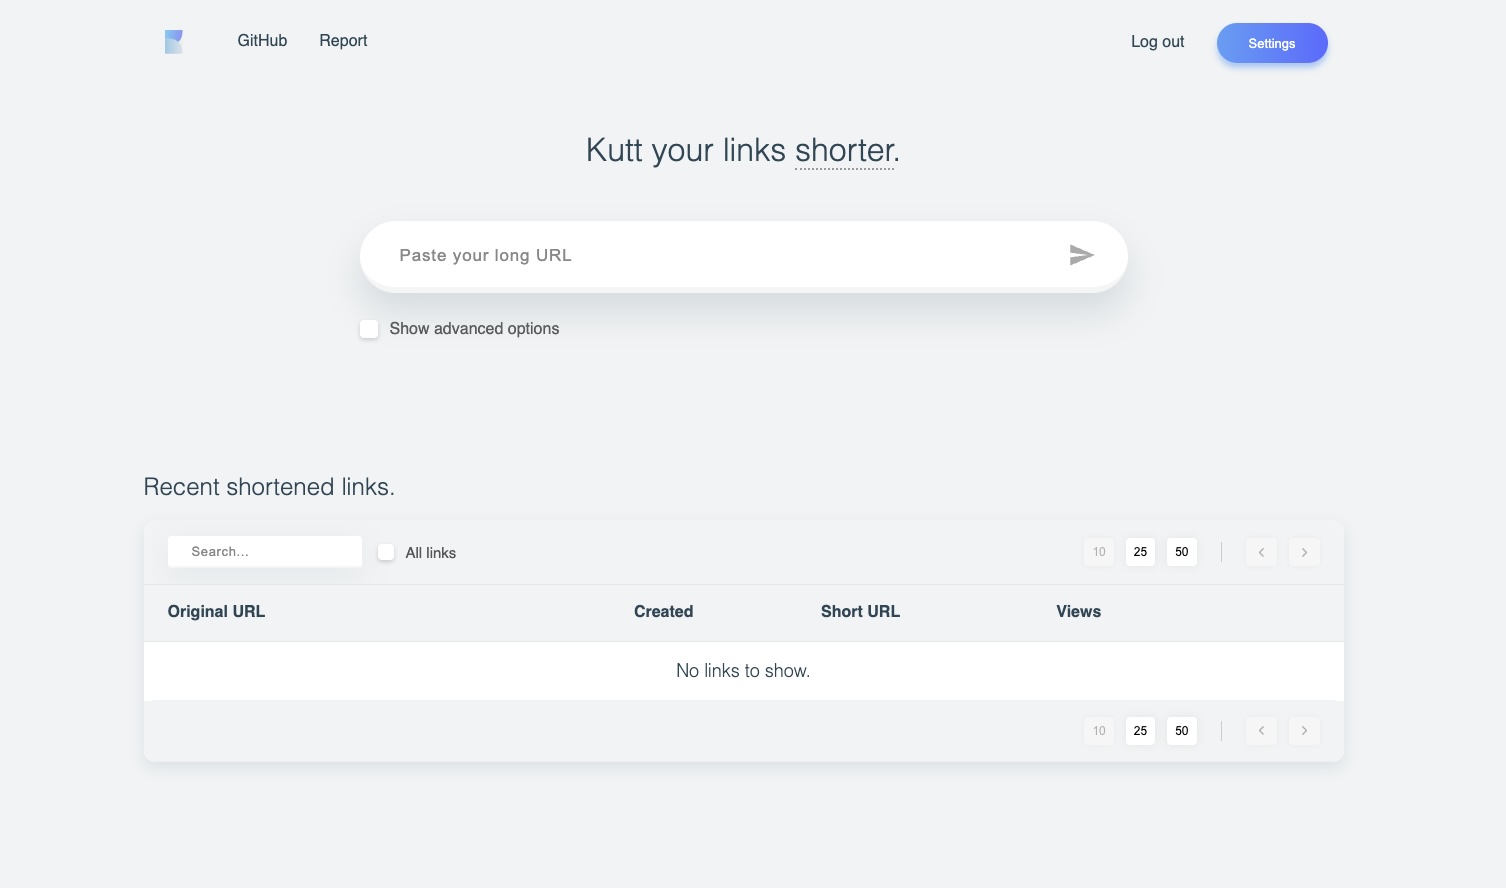 GitHub Report Log out Settings
Kutt your links shorter.
Paste your long URL
Show advanced options
Recent shortened links.
Search... All links 10 25 50
Original URL Created Short URL Views
No links to show.
10 25 50